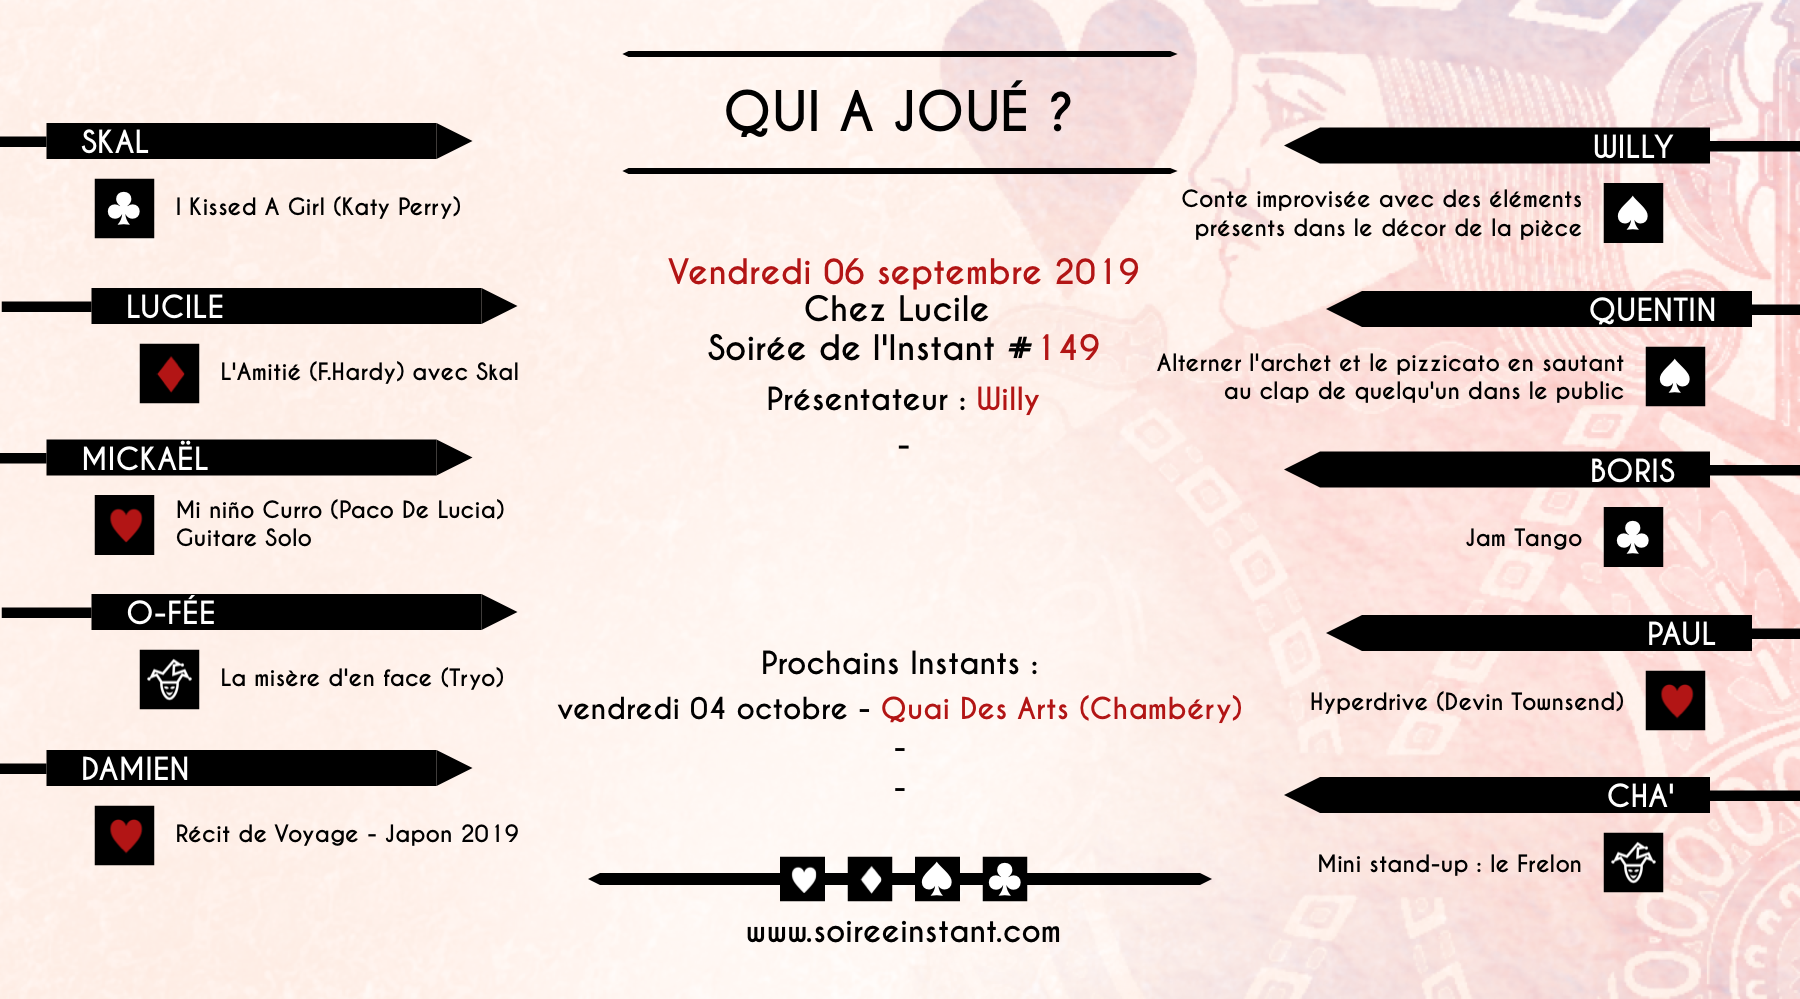 QUI A JOUÉ ?
SKAL
I Kissed A Girl (Katy Perry)
LUCILE
L'Amitié (F.Hardy) avec Skal
MICKAËL
Mi niño Curro (Paco De Lucia)
Guitare Solo
O-FÉE
La misère d'en face (Tryo)
DAMIEN
Récit de Voyage - Japon 2019
Vendredi 06 septembre 2019
Chez Lucile
Soirée de l'Instant #149
Présentateur : Willy
-
Prochains Instants :
vendredi 04 octobre - Quai Des Arts (Chambéry)
-
-
www.soireeinstant.com
WILLY
Conte improvisée avec des éléments
présents dans le décor de la pièce
QUENTIN
Alterner l'archet et le pizzicato en sautant
au clap de quelqu'un dans le public
BORIS
Jam Tango
PAUL
Hyperdrive (Devin Townsend)
CHA'
Mini stand-up : le Frelon